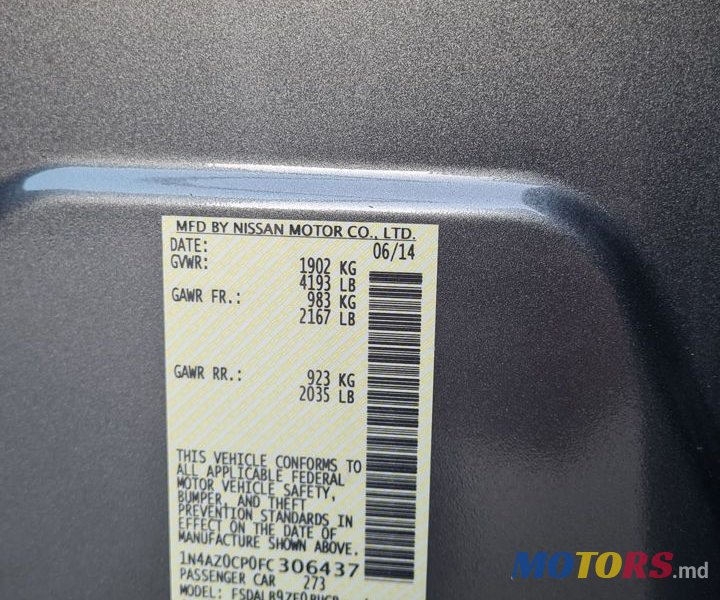 MFD BY NISSAN MOTOR CO., LTD.
DATE: 06/14
GVWR: 1902 KG
4193 LB
GAWR FR.: 983 KG
2167 LB
GAWR RR.: 923 KG
2035 LB
THIS VEHICLE CONFORMS TO
ALL APPLICABLE FEDERAL
MOTOR VEHICLE SAFETY,
BUMPER, AND THEFT
PREVENTION STANDARDS IN
EFFECT ON THE DATE OF
MANUFACTURE SHOWN ABOVE.
1N4AZ0CP0FC306437
PASSENGER CAR 273
MODEL:
MOTORS.md